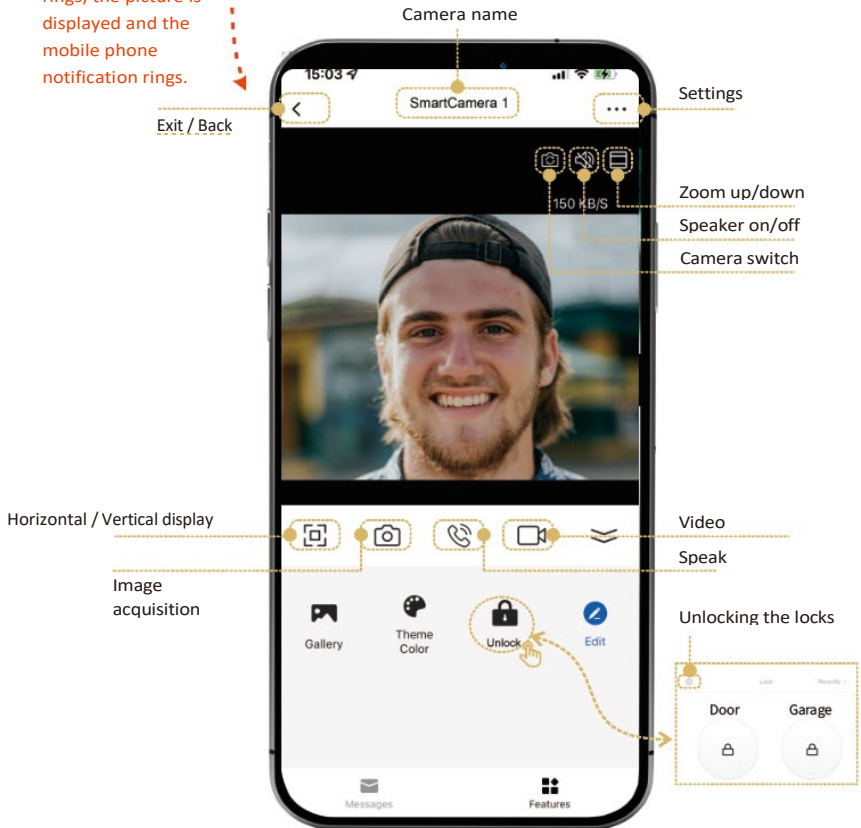 rings, the picture is
displayed and the
mobile phone
notification rings.
Camera name
15:03
SmartCamera 1
Settings
Exit / Back
150 KB/S
Zoom up/down
Speaker on/off
Camera switch
Horizontal / Vertical display
Video
Speak
Image
acquisition
Gallery
Theme
Color
Unlock
Edit
Unlocking the locks
Lock
Records
Door
Garage
Messages
Features